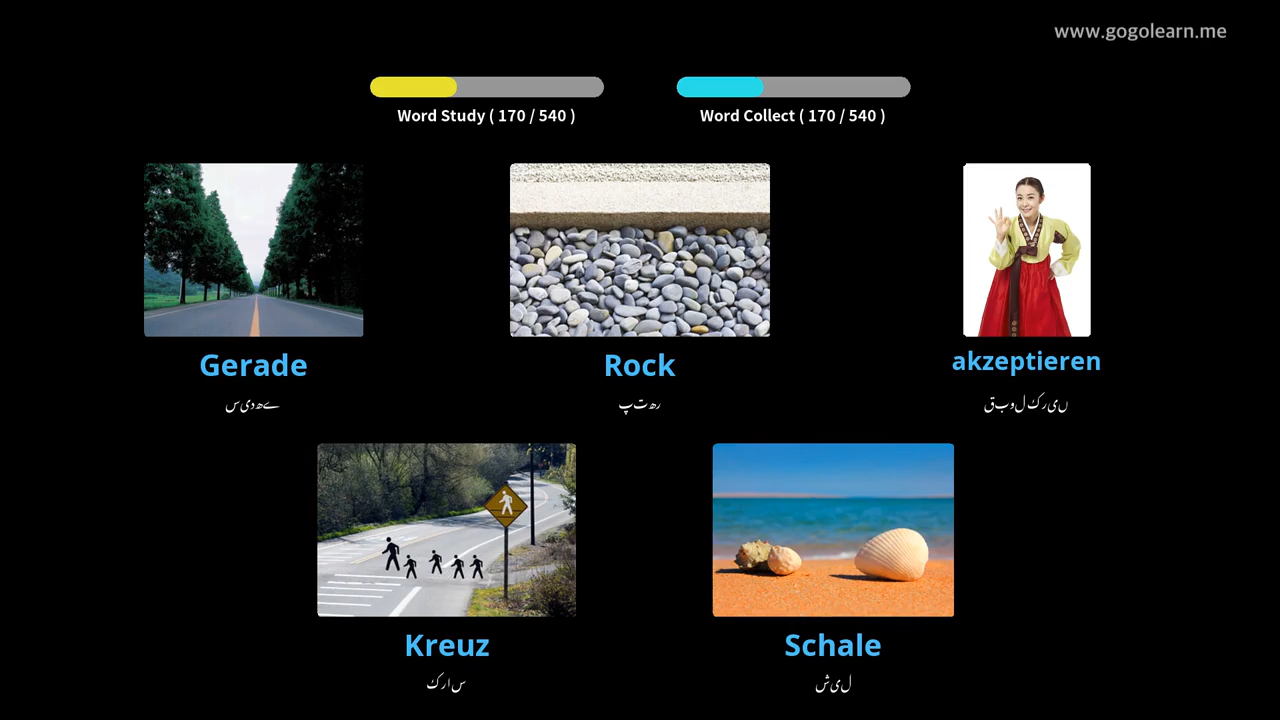 www.gogolearn.me
Word Study ( 170 / 540 )
Word Collect ( 170 / 540 )
Gerade
Rock
akzeptieren
سیدھے
پتھر
قبول کریں
Kreuz
Schale
کراس
شیل